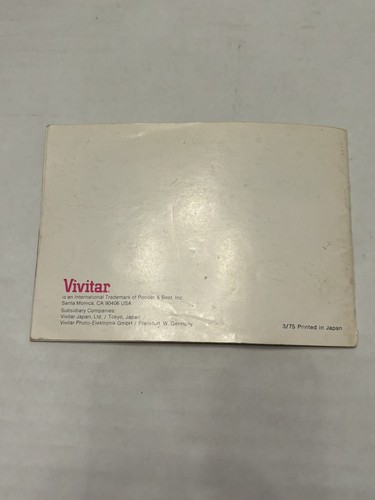 Vivitar
is an International Trademark of Ponder & Best, Inc.
Santa Monica, CA 90406 USA
Subsidiary Companies:
Vivitar Japan, Ltd. / Tokyo, Japan
Vivitar Photo-Elektronik GmbH / Frankfurt, W. Germany
3/75 Printed in Japan